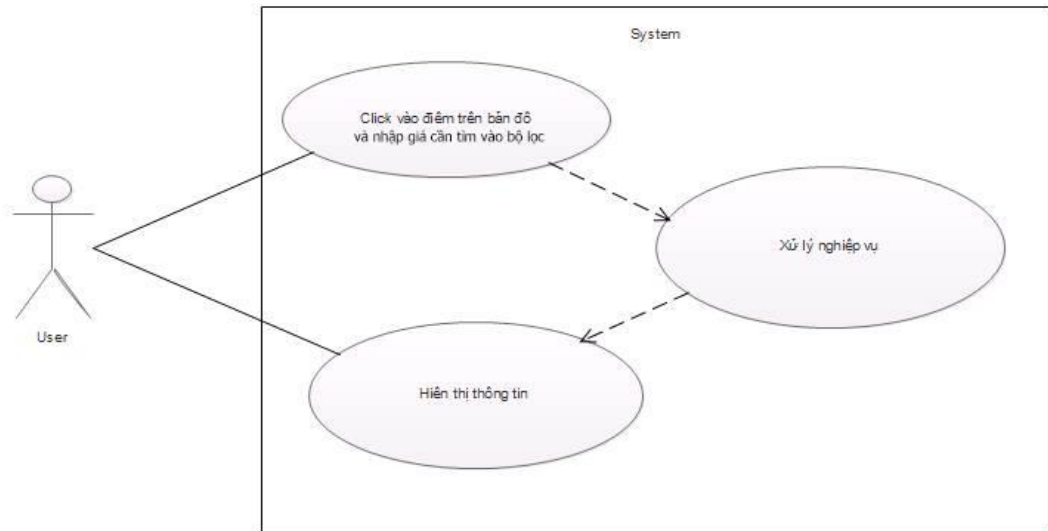 System
Click vào điểm trên bản đồ
và nhập giá cần tìm vào bộ lọc
Xử lý nghiệp vụ
User
Hiển thị thông tin